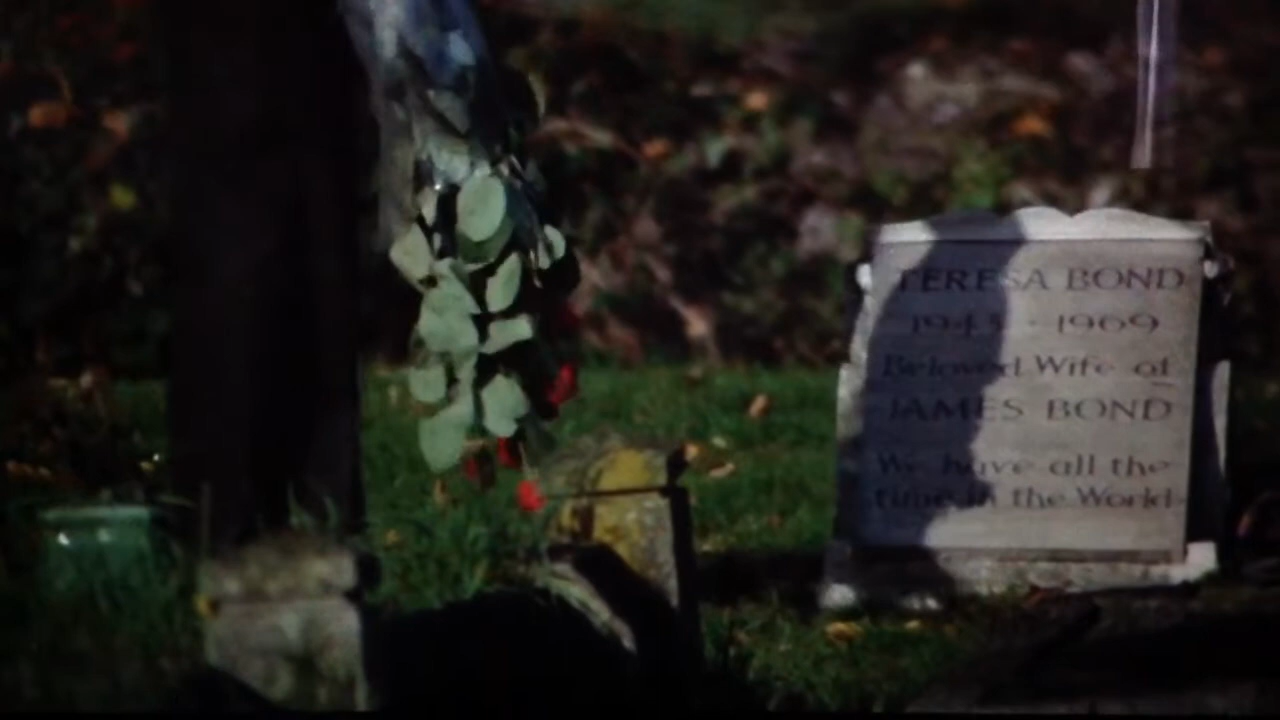 TERESA BOND
1943 - 1969
Beloved Wife of
JAMES BOND
We have all the
time in the World